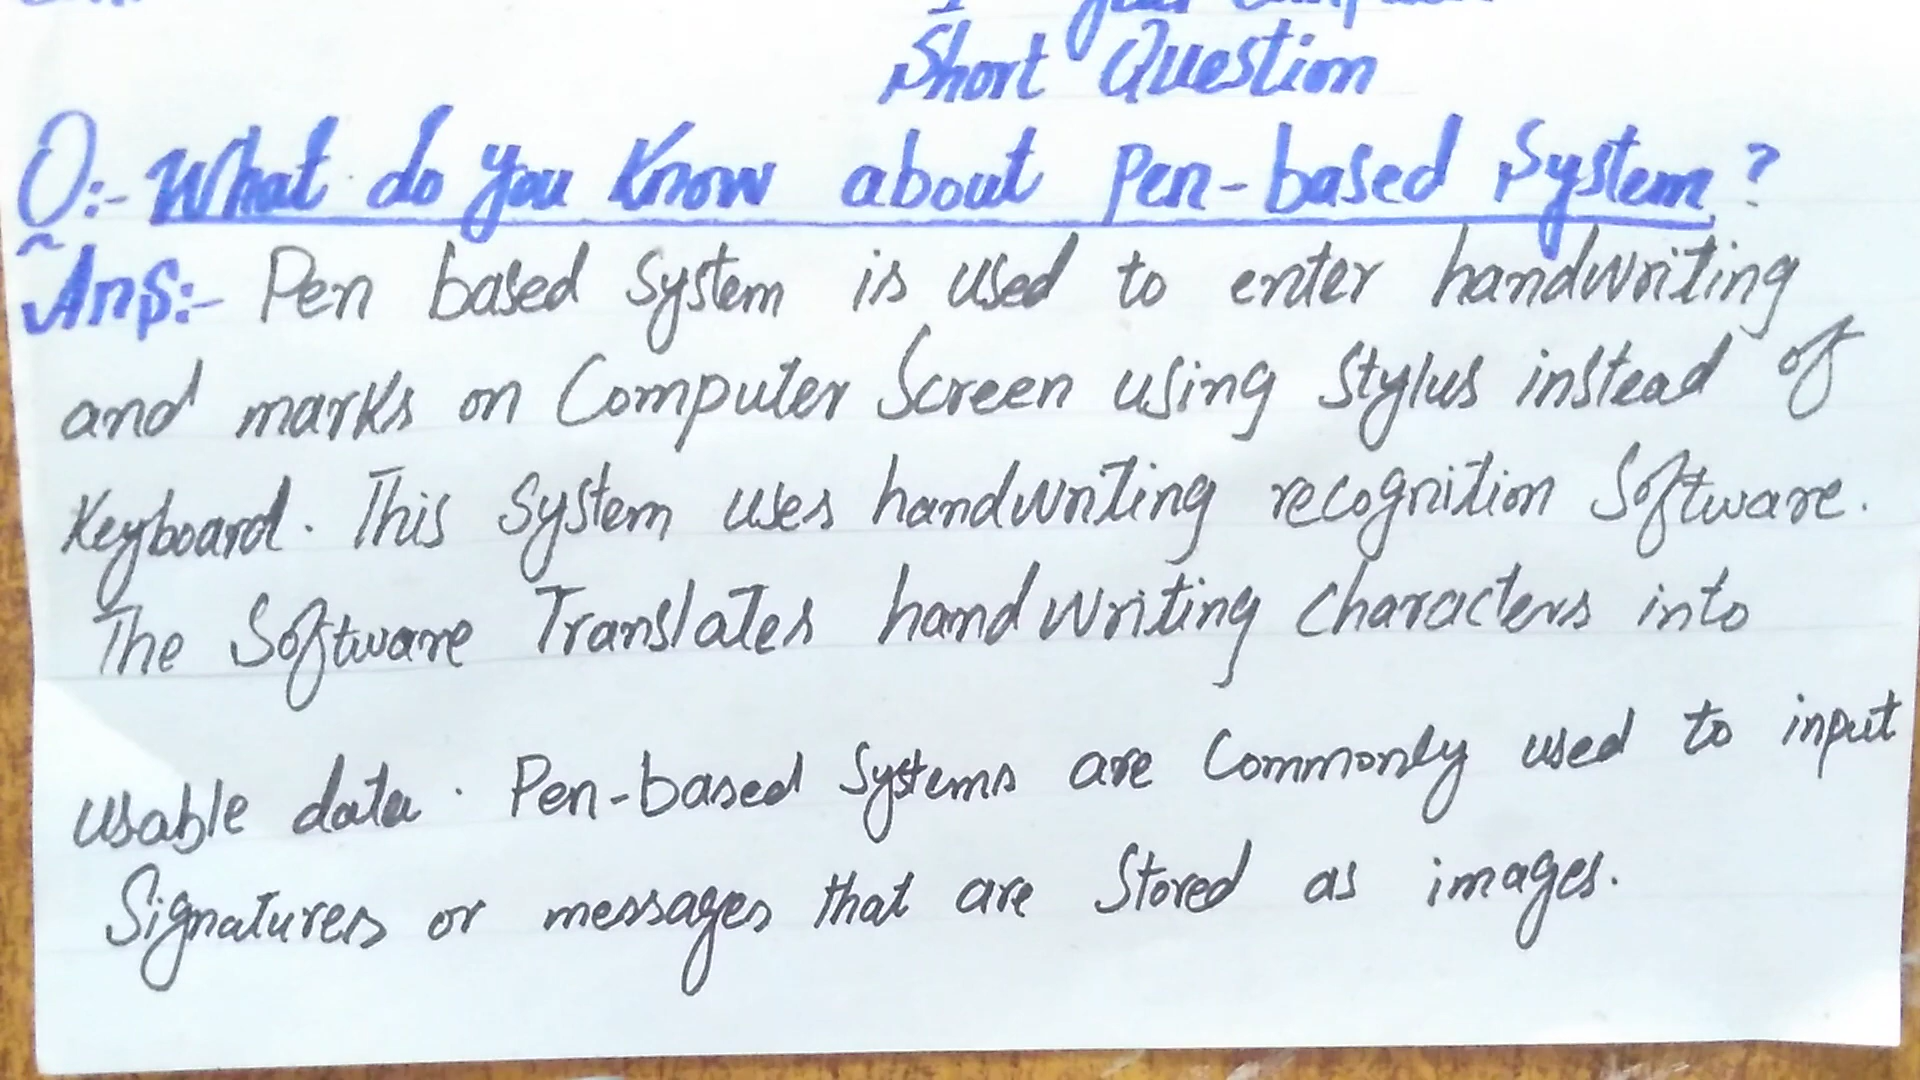 Short Question
Q:- What do you Know about Pen-based System?
Ans:- Pen based System is used to enter handwriting
and marks on Computer Screen using Stylus instead of
Keyboard. This System uses handwriting recognition Software.
The Software Translates handwriting characters into
usable data. Pen-based Systems are Commonly used to input
Signatures or messages that are Stored as images.